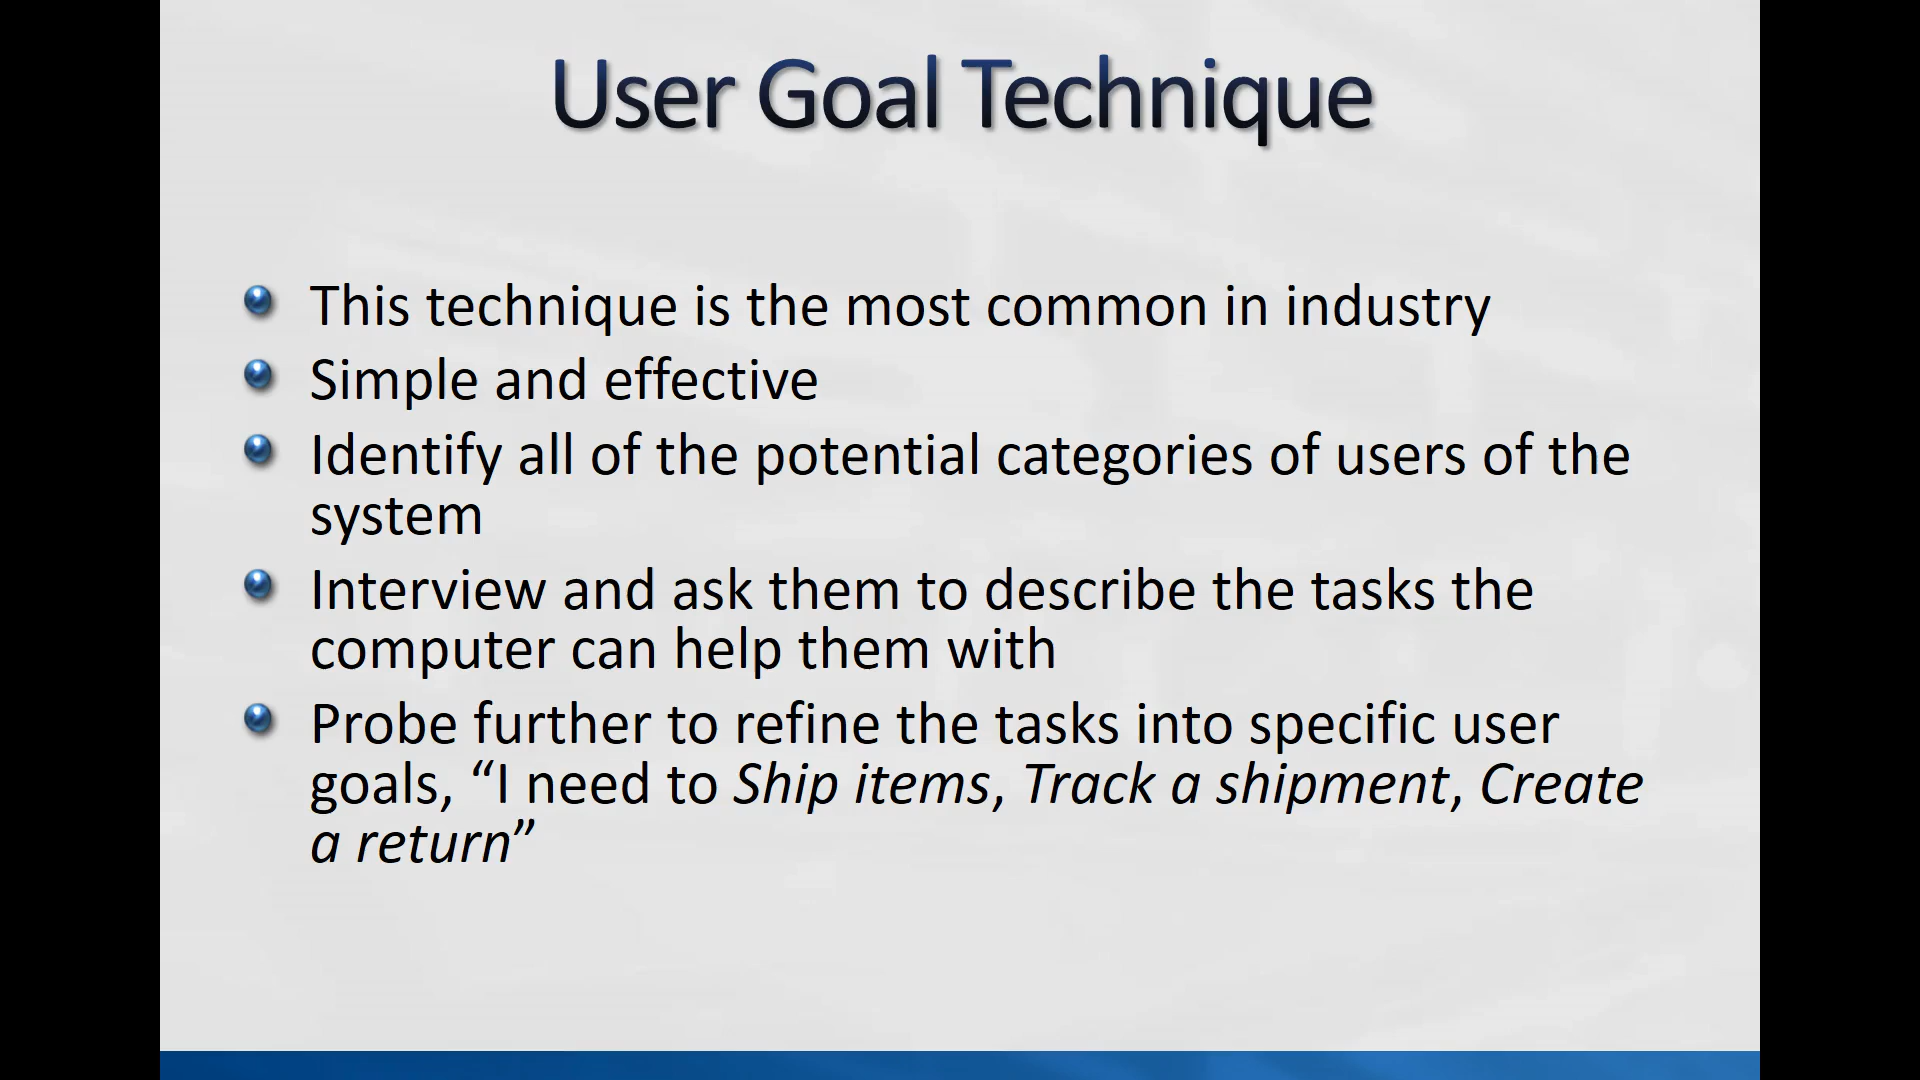 User Goal Technique
This technique is the most common in industry
Simple and effective
Identify all of the potential categories of users of the
system
Interview and ask them to describe the tasks the
computer can help them with
Probe further to refine the tasks into specific user
goals, “I need to Ship items, Track a shipment, Create
a return”